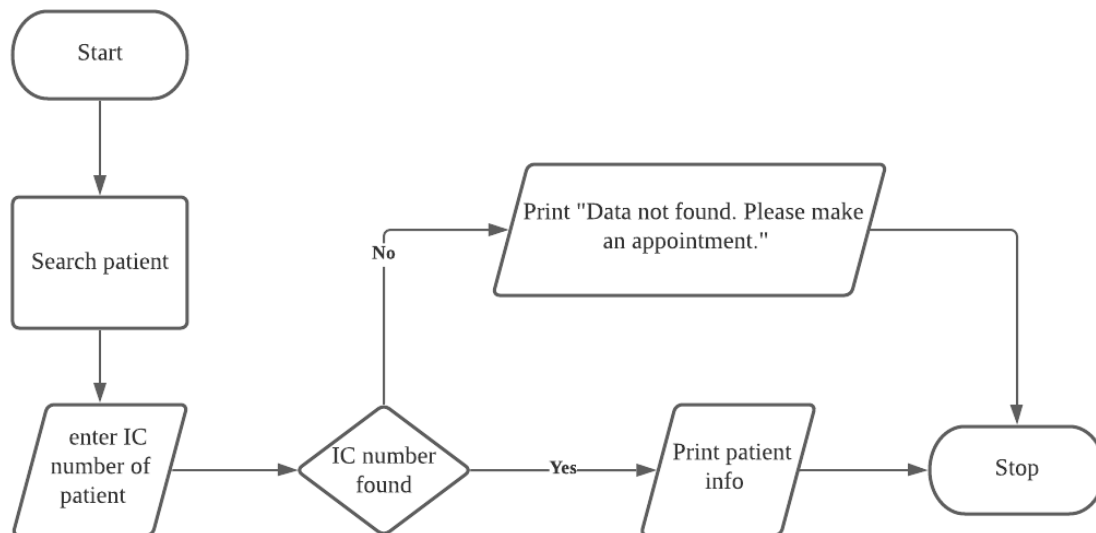 Start
Search patient
enter IC
number of
patient
IC number
found
No
Print "Data not found. Please make
an appointment."
Yes
Print patient
info
Stop